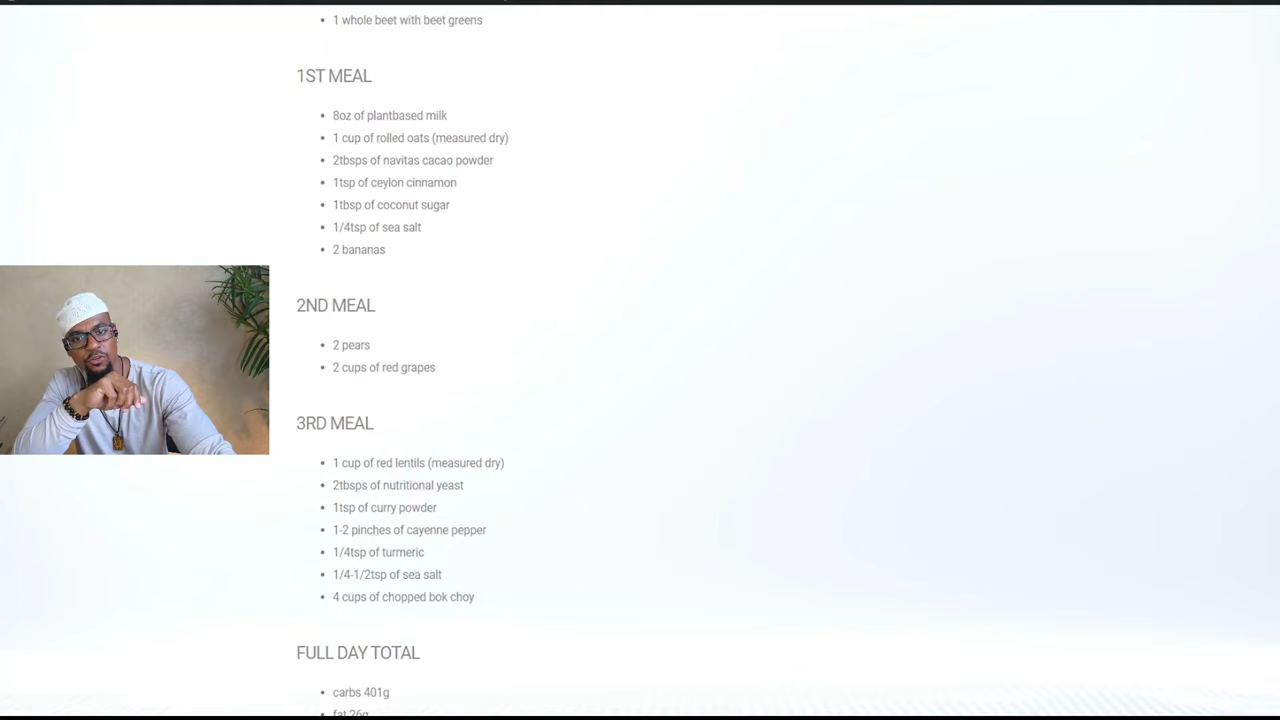 1 whole beet with beet greens
1ST MEAL
8oz of plantbased milk
1 cup of rolled oats (measured dry)
2tbsps of navitas cacao powder
1tsp of ceylon cinnamon
1tbsp of coconut sugar
1/4tsp of sea salt
2 bananas
2ND MEAL
2 pears
2 cups of red grapes
3RD MEAL
1 cup of red lentils (measured dry)
2tbsps of nutritional yeast
1tsp of curry powder
1-2 pinches of cayenne pepper
1/4tsp of turmeric
1/4-1/2tsp of sea salt
4 cups of chopped bok choy
FULL DAY TOTAL
carbs 401g
fat 26g